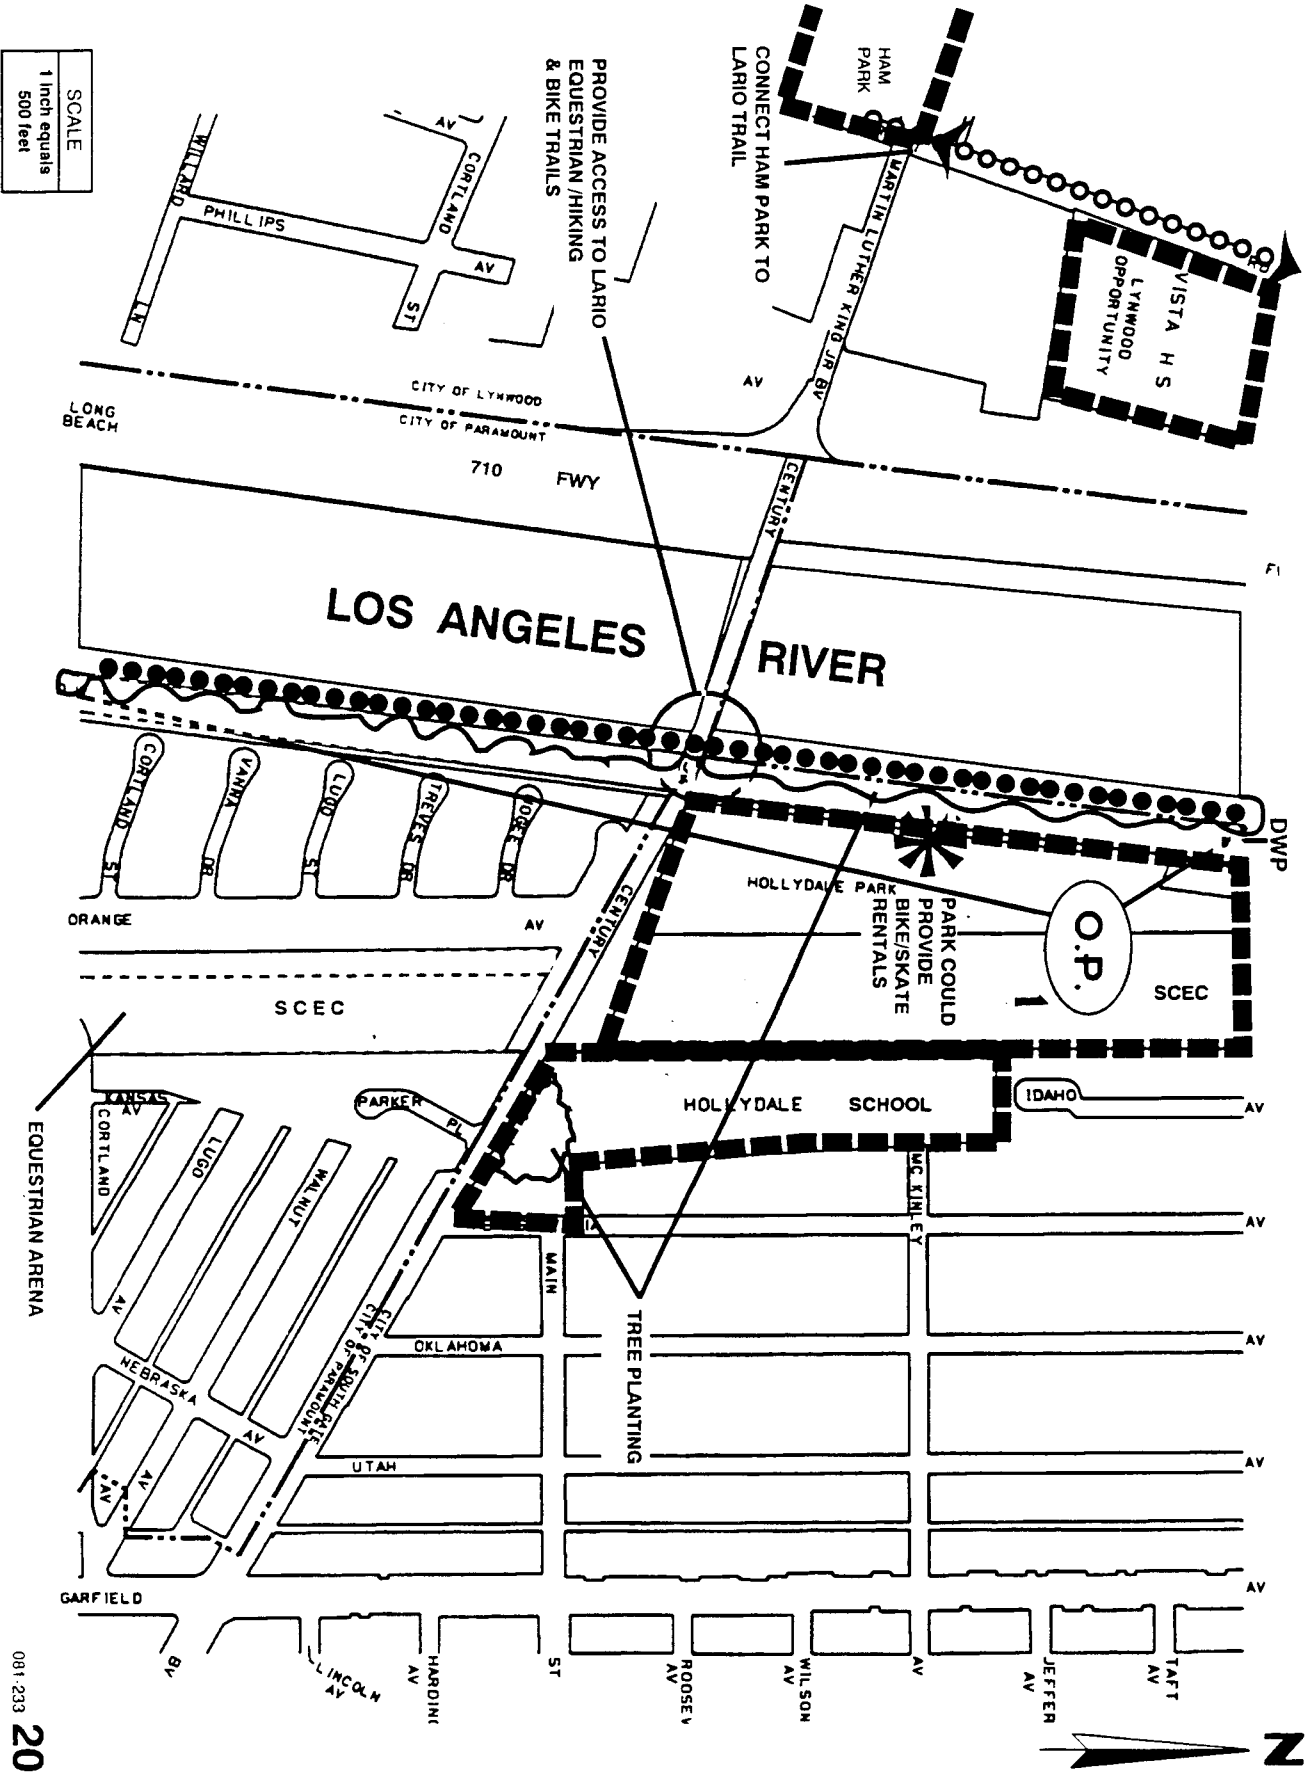 SCALE
1 inch equals
500 feet
HAM
PARK
CONNECT HAM PARK TO
LARIO TRAIL
PROVIDE ACCESS TO LARIO
EQUESTRIAN /HIKING
& BIKE TRAILS
MARTIN LUTHER KING JR BV
VISTA H S
LYNWOOD
OPPORTUNITY
RD
WILLARD
LN
PHILLIPS
AV
CORTLAND
AV
ST
AV
CITY OF LYNWOOD
CITY OF PARAMOUNT
LONG
BEACH
710 FWY
CENTURY
LOS ANGELES
RIVER
DWP
CORTLAND
ST
VANNA
DR
LUGO
ST
TREVES DR
DR
ORANGE
AV
CENTURY
HOLLYDALE PARK
PARK COULD
PROVIDE
BIKE/SKATE
RENTALS
O.P.
SCEC
SCEC
KANSAS
AV
CORTLAND
PARKER
PL
HOLLYDALE SCHOOL
IDAHO
AV
EQUESTRIAN ARENA
LUGO
AV
WALNUT
MC KINLEY
AV
MAIN
TREE PLANTING
OKLAHOMA
AV
CITY OF SOUTH GATE
CITY OF PARAMOUNT
NEBRASKA
AV
AV
AV
UTAH
AV
GARFIELD
AV
BV
LINCOLN
AV
HARDING
AV
ST
ROOSEV
AV
WILSON
AV
AV
JEFFER
AV
TAFT
AV
N
081-233 20